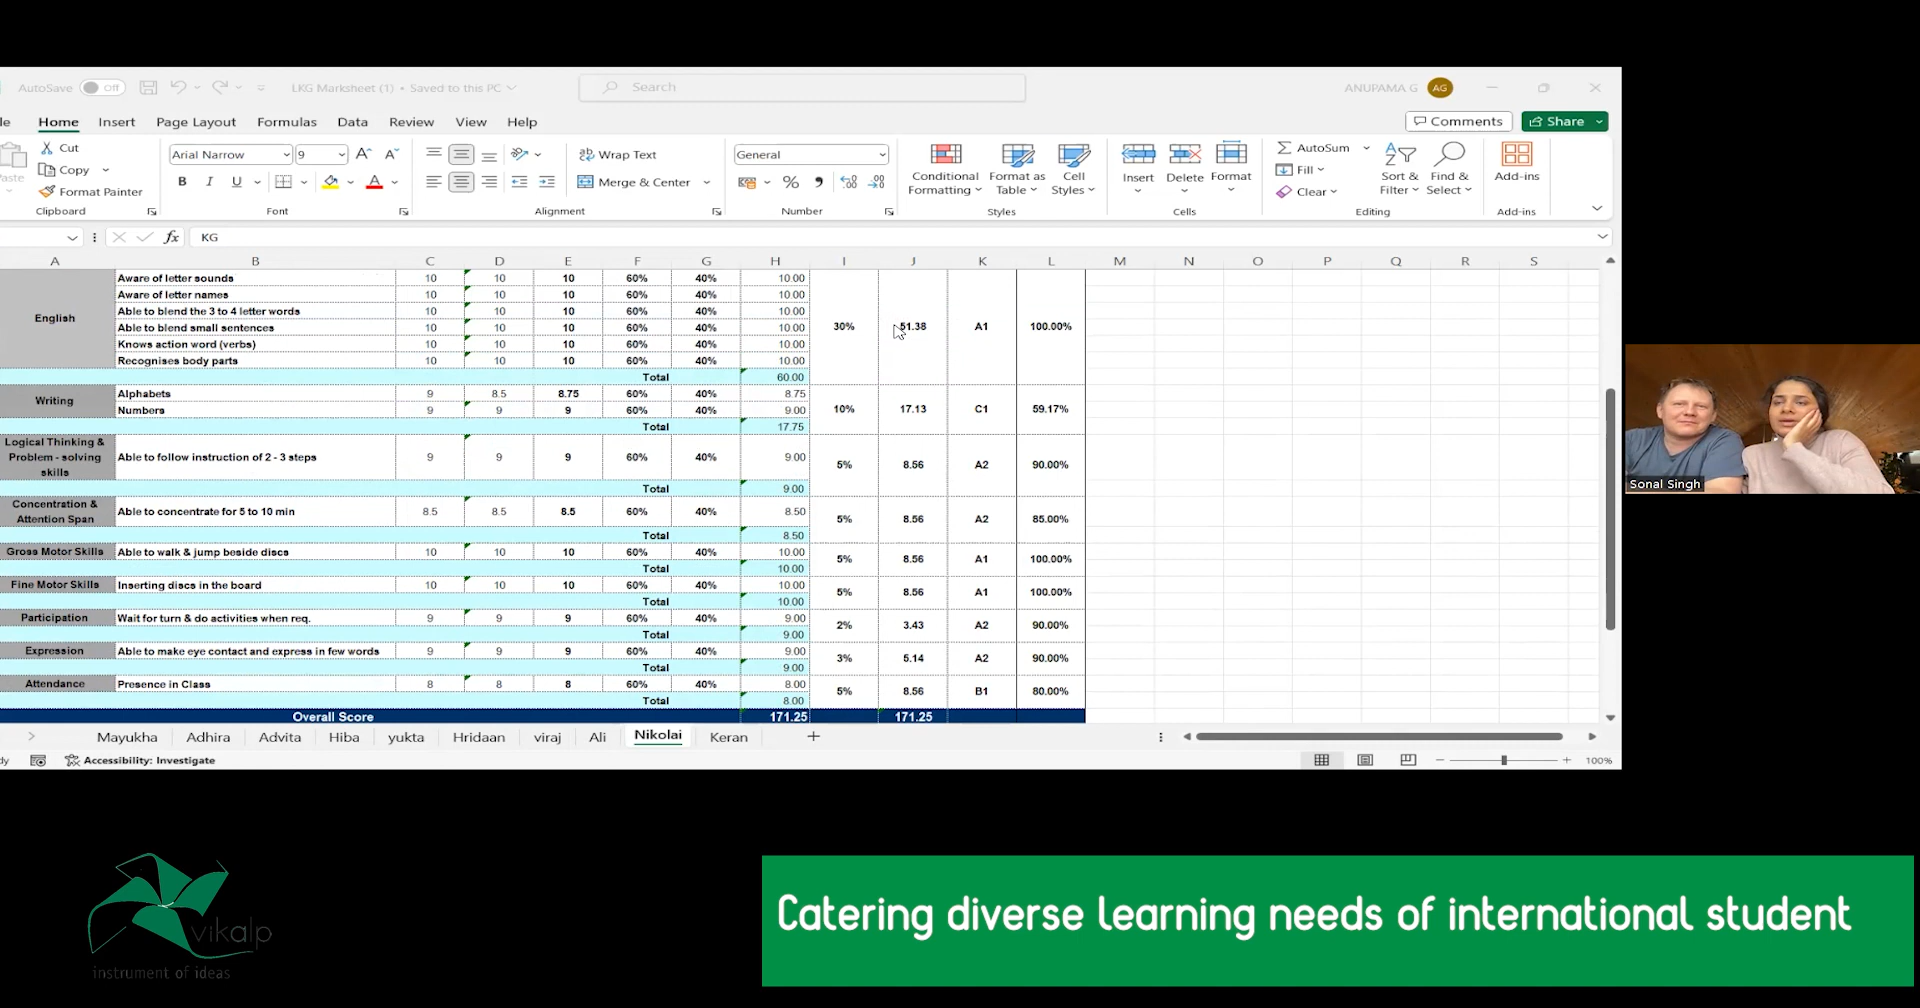 AutoSave Off LKG Marksheet (1) • Saved to this PC Search ANUPAMA G AG
Home Insert Page Layout Formulas Data Review View Help Comments Share
Cut
Copy
Format Painter
Clipboard
Arial Narrow 9
B I U A
Font
Wrap Text
Merge & Center
Alignment
General
%
Number
Conditional Formatting
Format as Table
Cell Styles
Styles
Insert Delete Format
Cells
AutoSum
Fill
Clear
Sort & Filter
Find & Select
Editing
Add-ins
Add-ins
fx KG
A B C D E F G H I J K L M N O P Q R S
English
Aware of letter sounds 10 10 10 60% 40% 10.00
Aware of letter names 10 10 10 60% 40% 10.00
Able to blend the 3 to 4 letter words 10 10 10 60% 40% 10.00
Able to blend small sentences 10 10 10 60% 40% 10.00
Knows action word (verbs) 10 10 10 60% 40% 10.00
Recognises body parts 10 10 10 60% 40% 10.00
30% 51.38 A1 100.00%
Total 60.00
Writing
Alphabets 9 8.5 8.75 60% 40% 8.75
Numbers 9 9 9 60% 40% 9.00
10% 17.13 C1 59.17%
Total 17.75
Logical Thinking &
Problem - solving
skills
Able to follow instruction of 2 - 3 steps 9 9 9 60% 40% 9.00
5% 8.56 A2 90.00%
Total 9.00
Concentration &
Attention Span
Able to concentrate for 5 to 10 min 8.5 8.5 8.5 60% 40% 8.50
5% 8.56 A2 85.00%
Total 8.50
Gross Motor Skills Able to walk & jump beside discs 10 10 10 60% 40% 10.00
5% 8.56 A1 100.00%
Total 10.00
Fine Motor Skills Inserting discs in the board 10 10 10 60% 40% 10.00
5% 8.56 A1 100.00%
Total 10.00
Participation Wait for turn & do activities when req. 9 9 9 60% 40% 9.00
2% 3.43 A2 90.00%
Total 9.00
Expression Able to make eye contact and express in few words 9 9 9 60% 40% 9.00
3% 5.14 A2 90.00%
Total 9.00
Attendance Presence in Class 8 8 8 60% 40% 8.00
5% 8.56 B1 80.00%
Total 8.00
Overall Score 171.25 171.25
Mayukha Adhira Advita Hiba yukta Hridaan viraj Ali Nikolai Keran
Accessibility: Investigate 100%
Sonal Singh
vikalp
instrument of ideas
Catering diverse learning needs of international student